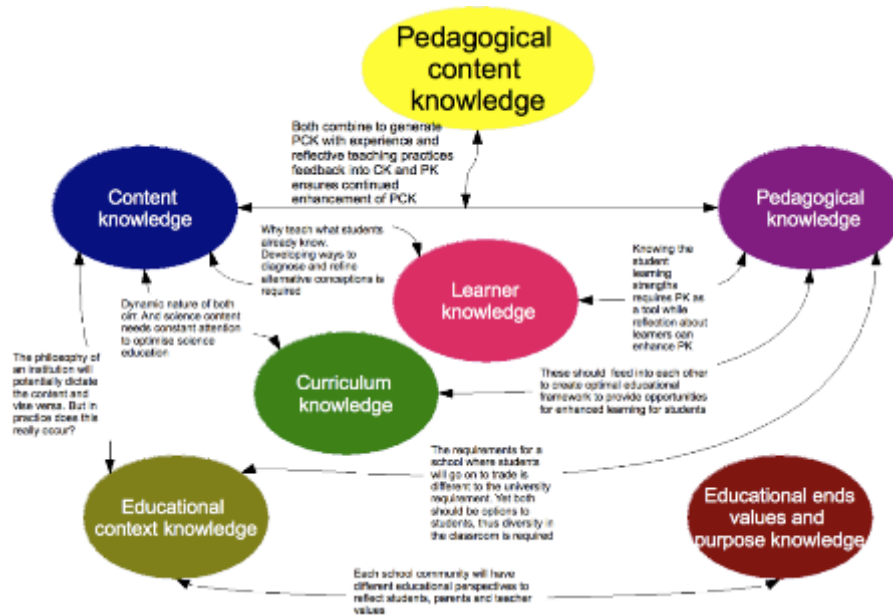 Pedagogical
content
knowledge
Both combine to generate
PCK with experience and
reflective teaching practices
feedback into CK and PK
ensures continued
enhancement of PCK
Content
knowledge
Pedagogical
knowledge
Why teach what students
already know.
Developing ways to
diagnose and refine
alternative conceptions is
required
Learner
knowledge
Knowing the
student
learning
strengths
requires PK as
a tool while
reflection about
learners can
enhance PK
Dynamic nature of both
cirr. And science content
needs constant attention
to optimise science
education
Curriculum
knowledge
The philosophy of
an institution will
potentially dictate
the content and
vise versa. But in
practice does this
really occur?
These should feed into each other
to create optimal educational
framework to provide opportunities
for enhanced learning for students
Educational
context knowledge
The requirements for a
school where students
will go on to trade is
different to the university
requirement. Yet both
should be options to
students, thus diversity in
the classroom is required
Educational ends
values and
purpose knowledge
Each school community will have
different educational perspectives to
reflect students, parents and teacher
values